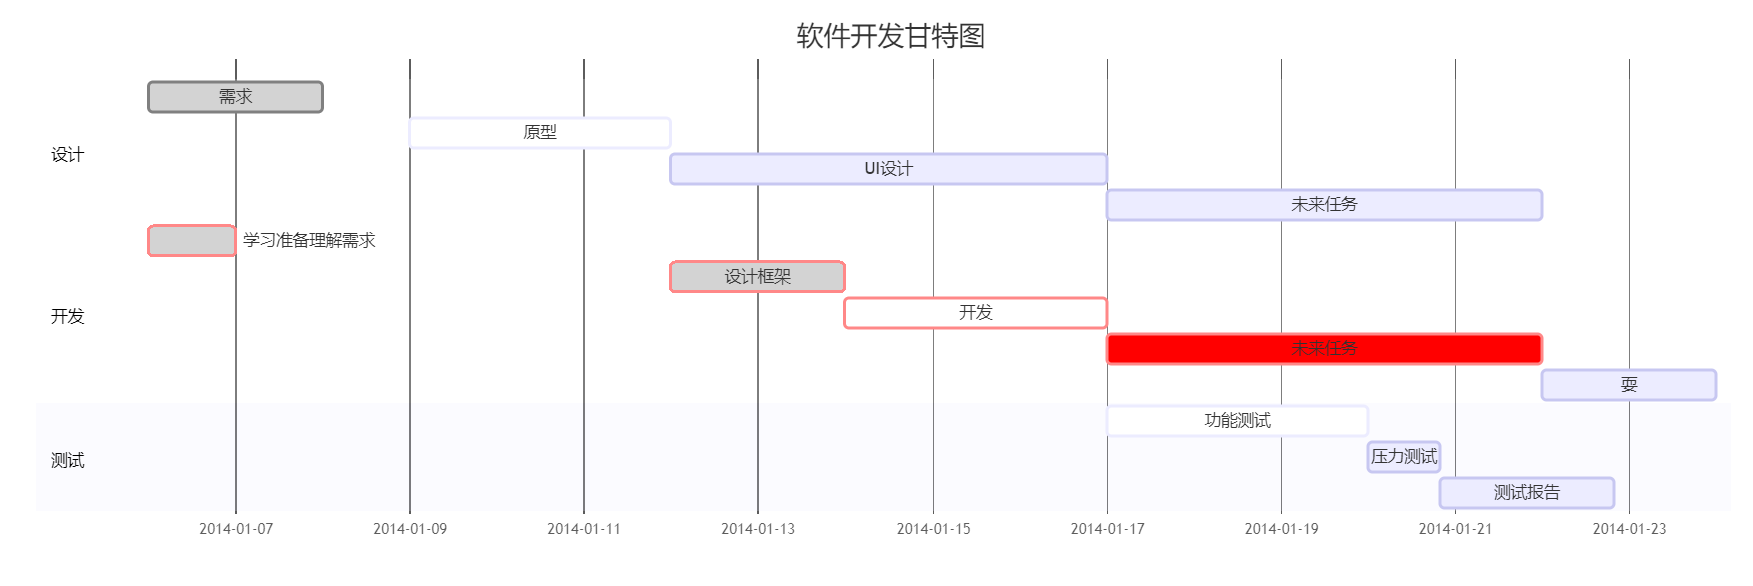 软件开发甘特图
需求
原型
设计
UI设计
未来任务
学习准备理解需求
设计框架
开发
开发
未来任务
耍
功能测试
压力测试
测试
测试报告
2014-01-07
2014-01-09
2014-01-11
2014-01-13
2014-01-15
2014-01-17
2014-01-19
2014-01-21
2014-01-23